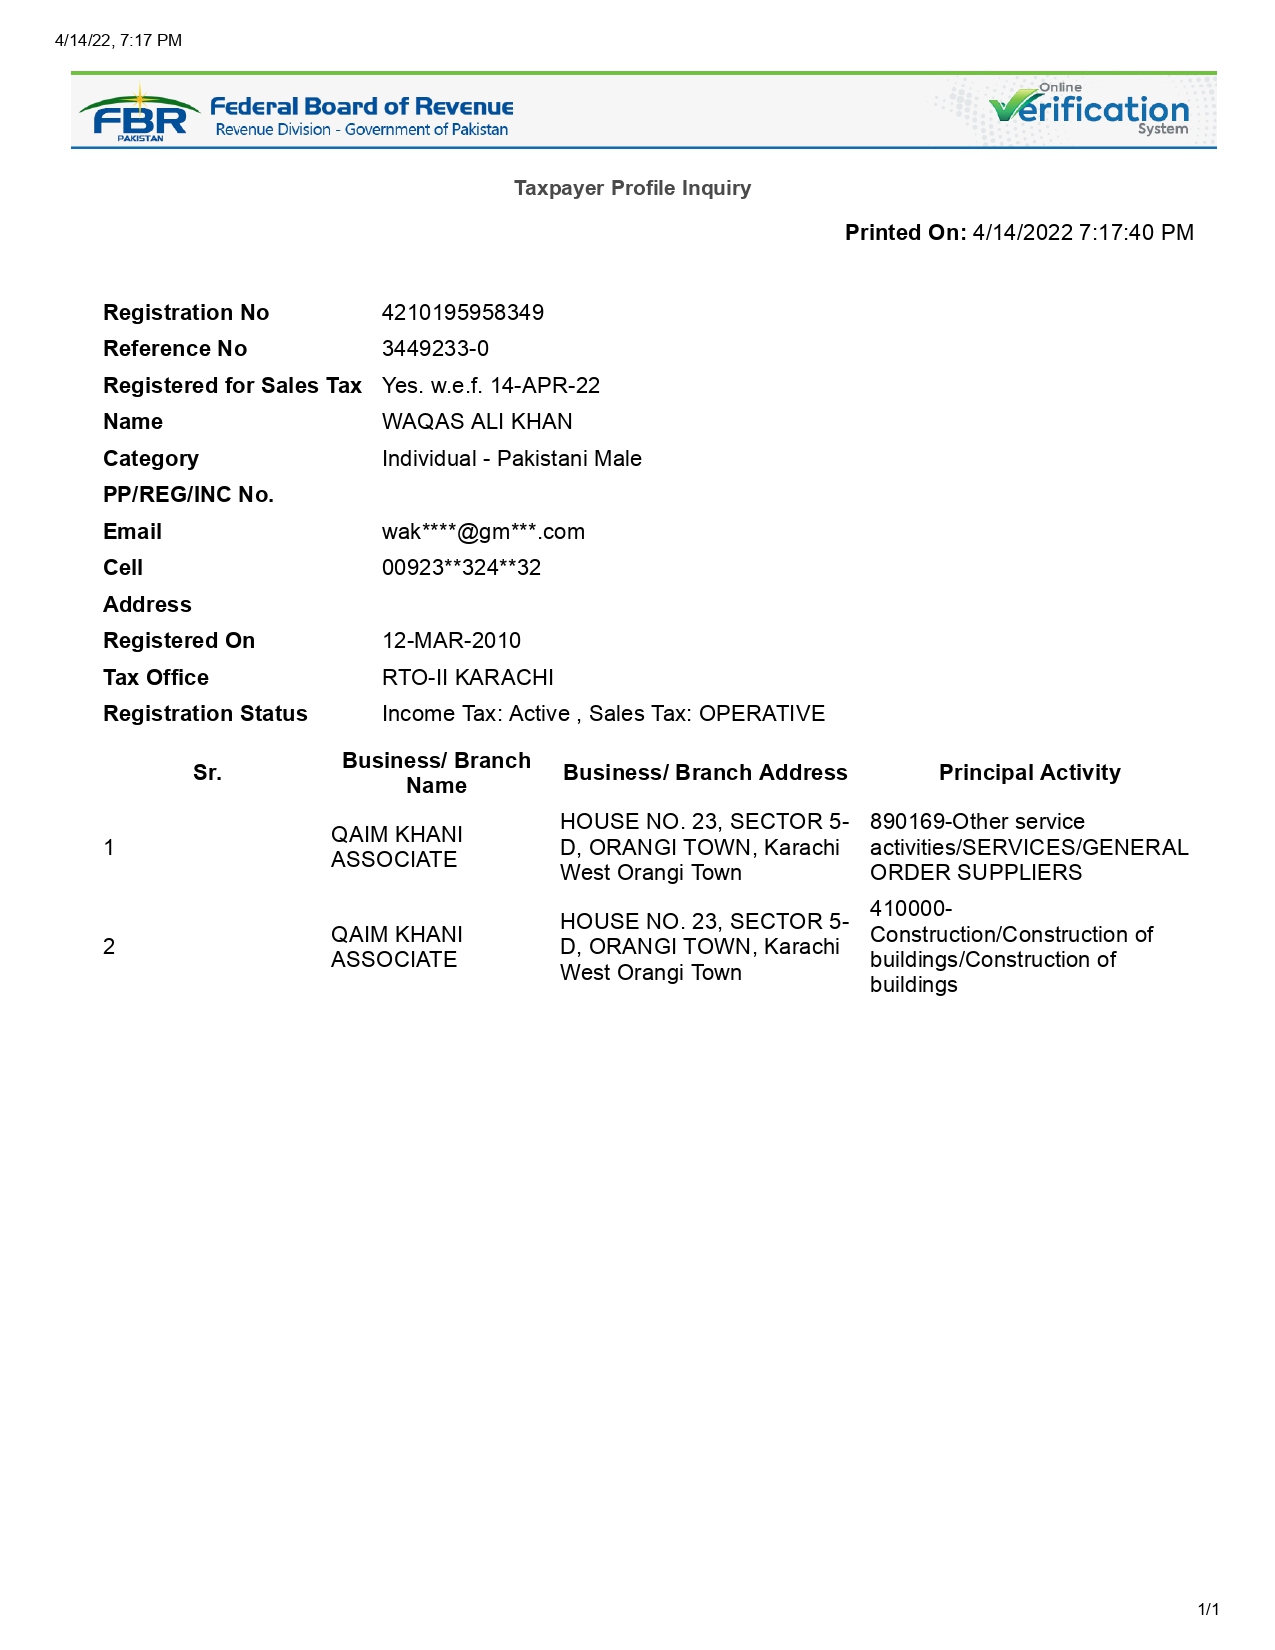 4/14/22, 7:17 PM
FBR
PAKISTAN
Federal Board of Revenue
Revenue Division - Government of Pakistan
Online
Verification
System
Taxpayer Profile Inquiry
Printed On: 4/14/2022 7:17:40 PM
Registration No 4210195958349
Reference No 3449233-0
Registered for Sales Tax Yes. w.e.f. 14-APR-22
Name WAQAS ALI KHAN
Category Individual - Pakistani Male
PP/REG/INC No.
Email wak****@gm***.com
Cell 00923**324**32
Address
Registered On 12-MAR-2010
Tax Office RTO-II KARACHI
Registration Status Income Tax: Active , Sales Tax: OPERATIVE
Sr.
Business/ Branch
Name
Business/ Branch Address
Principal Activity
1
QAIM KHANI
ASSOCIATE
HOUSE NO. 23, SECTOR 5-
D, ORANGI TOWN, Karachi
West Orangi Town
890169-Other service
activities/SERVICES/GENERAL
ORDER SUPPLIERS
2
QAIM KHANI
ASSOCIATE
HOUSE NO. 23, SECTOR 5-
D, ORANGI TOWN, Karachi
West Orangi Town
410000-
Construction/Construction of
buildings/Construction of
buildings
1/1